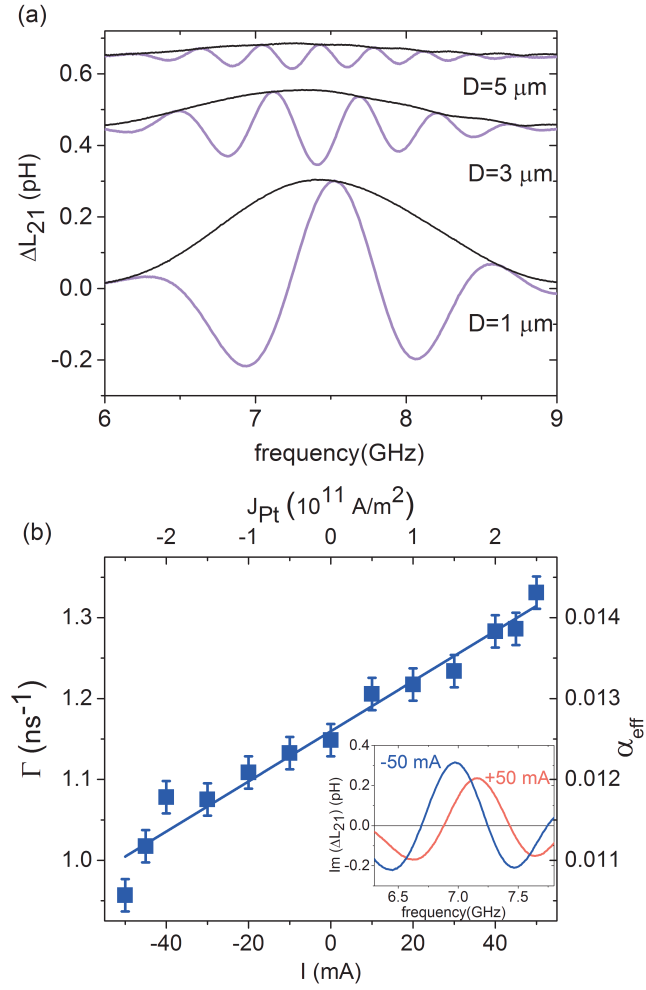 (a)
0.6
0.4
0.2
0.0
-0.2
ΔL21 (pH)
D=5 μm
D=3 μm
D=1 μm
6 7 8 9
frequency(GHz)
(b)
JPt (10^11 A/m^2)
-2 -1 0 1 2
1.3
1.2
1.1
1.0
Γ (ns^-1)
0.014
0.013
0.012
0.011
αeff
-40 -20 0 20 40
I (mA)
0.4
0.2
0.0
-0.2
Im (ΔL21) (pH)
-50 mA
+50 mA
6.5 7.0 7.5
frequency(GHz)